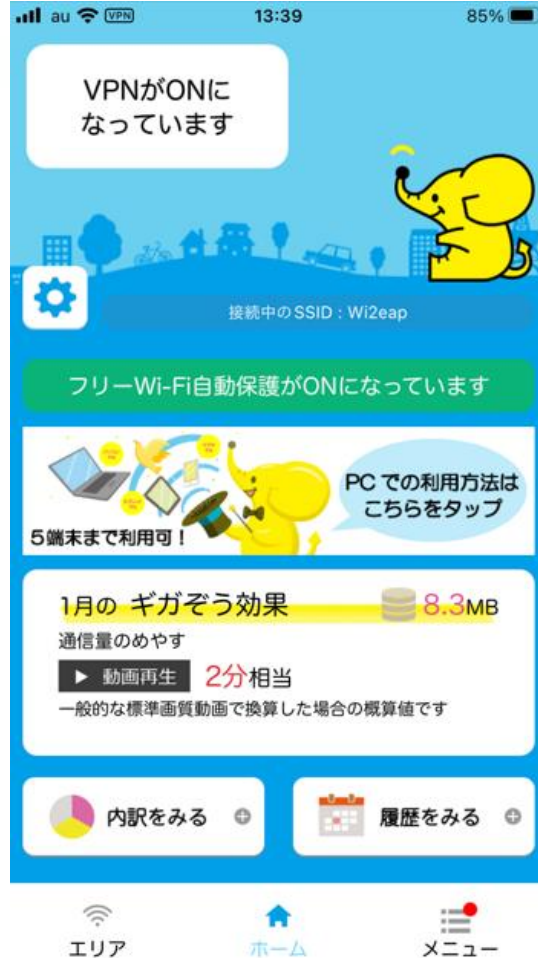 au VPN 13:39 85%
VPNがONに
なっています
接続中のSSID：Wi2eap
フリーWi-Fi自動保護がONになっています
PCでの利用方法は
こちらをタップ
5端末まで利用可！
1月の ギガぞう効果 8.3MB
通信量のめやす
動画再生 2分相当
一般的な標準画質動画で換算した場合の概算値です
内訳をみる 履歴をみる
エリア ホーム メニュー